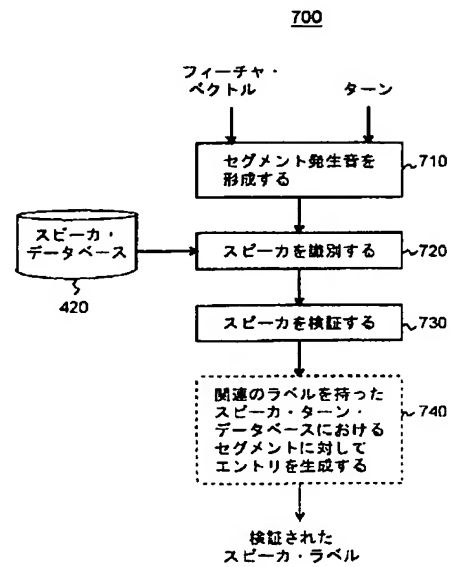 700
フィーチャ・
ベクトル
ターン
セグメント発生音を
形成する
710
スピーカ・
データベース
420
スピーカを識別する
720
スピーカを検証する
730
関連のラベルを持った
スピーカ・ターン・
データベースにおける
セグメントに対して
エントリを生成する
740
検証された
スピーカ・ラベル